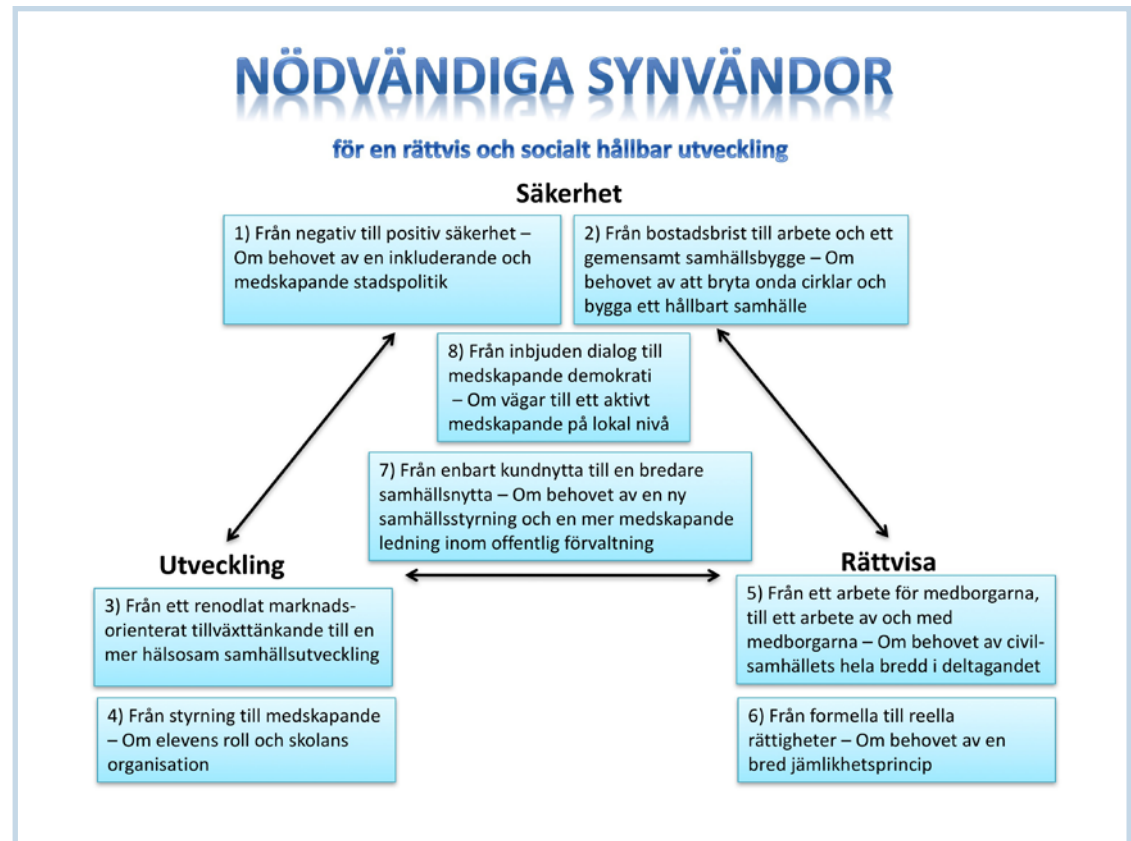 NÖDVÄNDIGA SYNVÄNDOR
för en rättvis och socialt hållbar utveckling
Säkerhet
1) Från negativ till positiv säkerhet –
Om behovet av en inkluderande och
medskapande stadspolitik
2) Från bostadsbrist till arbete och ett
gemensamt samhällsbygge – Om
behovet av att bryta onda cirklar och
bygga ett hållbart samhälle
8) Från inbjuden dialog till
medskapande demokrati
– Om vägar till ett aktivt
medskapande på lokal nivå
7) Från enbart kundnytta till en bredare
samhällsnytta – Om behovet av en ny
samhällsstyrning och en mer medskapande
ledning inom offentlig förvaltning
Utveckling
3) Från ett renodlat marknads-
orienterat tillväxttänkande till en
mer hälsosam samhällsutveckling
4) Från styrning till medskapande
– Om elevens roll och skolans
organisation
Rättvisa
5) Från ett arbete för medborgarna,
till ett arbete av och med
medborgarna – Om behovet av civil-
samhällets hela bredd i deltagandet
6) Från formella till reella
rättigheter – Om behovet av en
bred jämlikhetsprincip